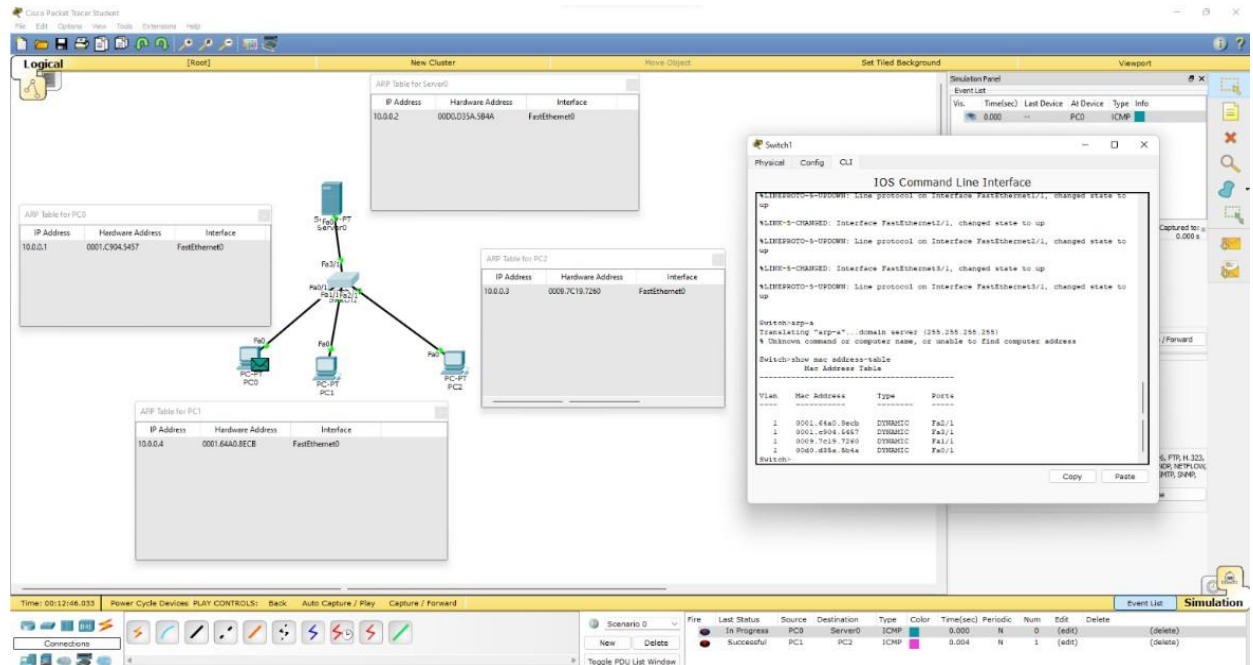 Cisco Packet Tracer Student
File Edit Options View Tools Extensions Help
Logical [Root] New Cluster Move Object Set Tiled Background Viewport
ARP Table for Server0
IP Address Hardware Address Interface
10.0.0.2 00D0.D35A.5B4A FastEthernet0
Simulation Panel
Event List
Vis. Time(sec) Last Device At Device Type Info
0.000 -- PC0 ICMP
Captured to:
0.000 s
Switch1
Physical Config CLI
IOS Command Line Interface
%LINEPROTO-5-UPDOWN: Line protocol on Interface FastEthernet1/1, changed state to
up
%LINK-5-CHANGED: Interface FastEthernet2/1, changed state to up
%LINEPROTO-5-UPDOWN: Line protocol on Interface FastEthernet2/1, changed state to
up
%LINK-5-CHANGED: Interface FastEthernet3/1, changed state to up
%LINEPROTO-5-UPDOWN: Line protocol on Interface FastEthernet3/1, changed state to
up
Switch>arp-a
Translating "arp-a"...domain server (255.255.255.255)
% Unknown command or computer name, or unable to find computer address
Switch>show mac address-table
Mac Address Table
Vlan Mac Address Type Ports
1 0001.64a0.8ecb DYNAMIC Fa2/1
1 0001.c904.5457 DYNAMIC Fa3/1
1 0009.7c19.7260 DYNAMIC Fa1/1
1 00d0.d35a.5b4a DYNAMIC Fa0/1
Switch>
Copy Paste
/ Forward
FTP, H.323,
NETFLOW,
SMTP, SNMP,
ARP Table for PC0
IP Address Hardware Address Interface
10.0.0.1 0001.C904.5457 FastEthernet0
Server0
Fa3/1
Fa0/1
Fa1/1 Fa2/1
Fa0
PC-PT
PC0
Fa0
PC-PT
PC1
Fa0
PC-PT
PC2
ARP Table for PC2
IP Address Hardware Address Interface
10.0.0.3 0009.7C19.7260 FastEthernet0
ARP Table for PC1
IP Address Hardware Address Interface
10.0.0.4 0001.64A0.8ECB FastEthernet0
Time: 00:12:46.033 Power Cycle Devices PLAY CONTROLS: Back Auto Capture / Play Capture / Forward Event List Simulation
Connections
Scenario 0
New Delete
Toggle PDU List Window
Fire Last Status Source Destination Type Color Time(sec) Periodic Num Edit Delete
In Progress PC0 Server0 ICMP 0.000 N 0 (edit) (delete)
Successful PC1 PC2 ICMP 0.004 N 1 (edit) (delete)